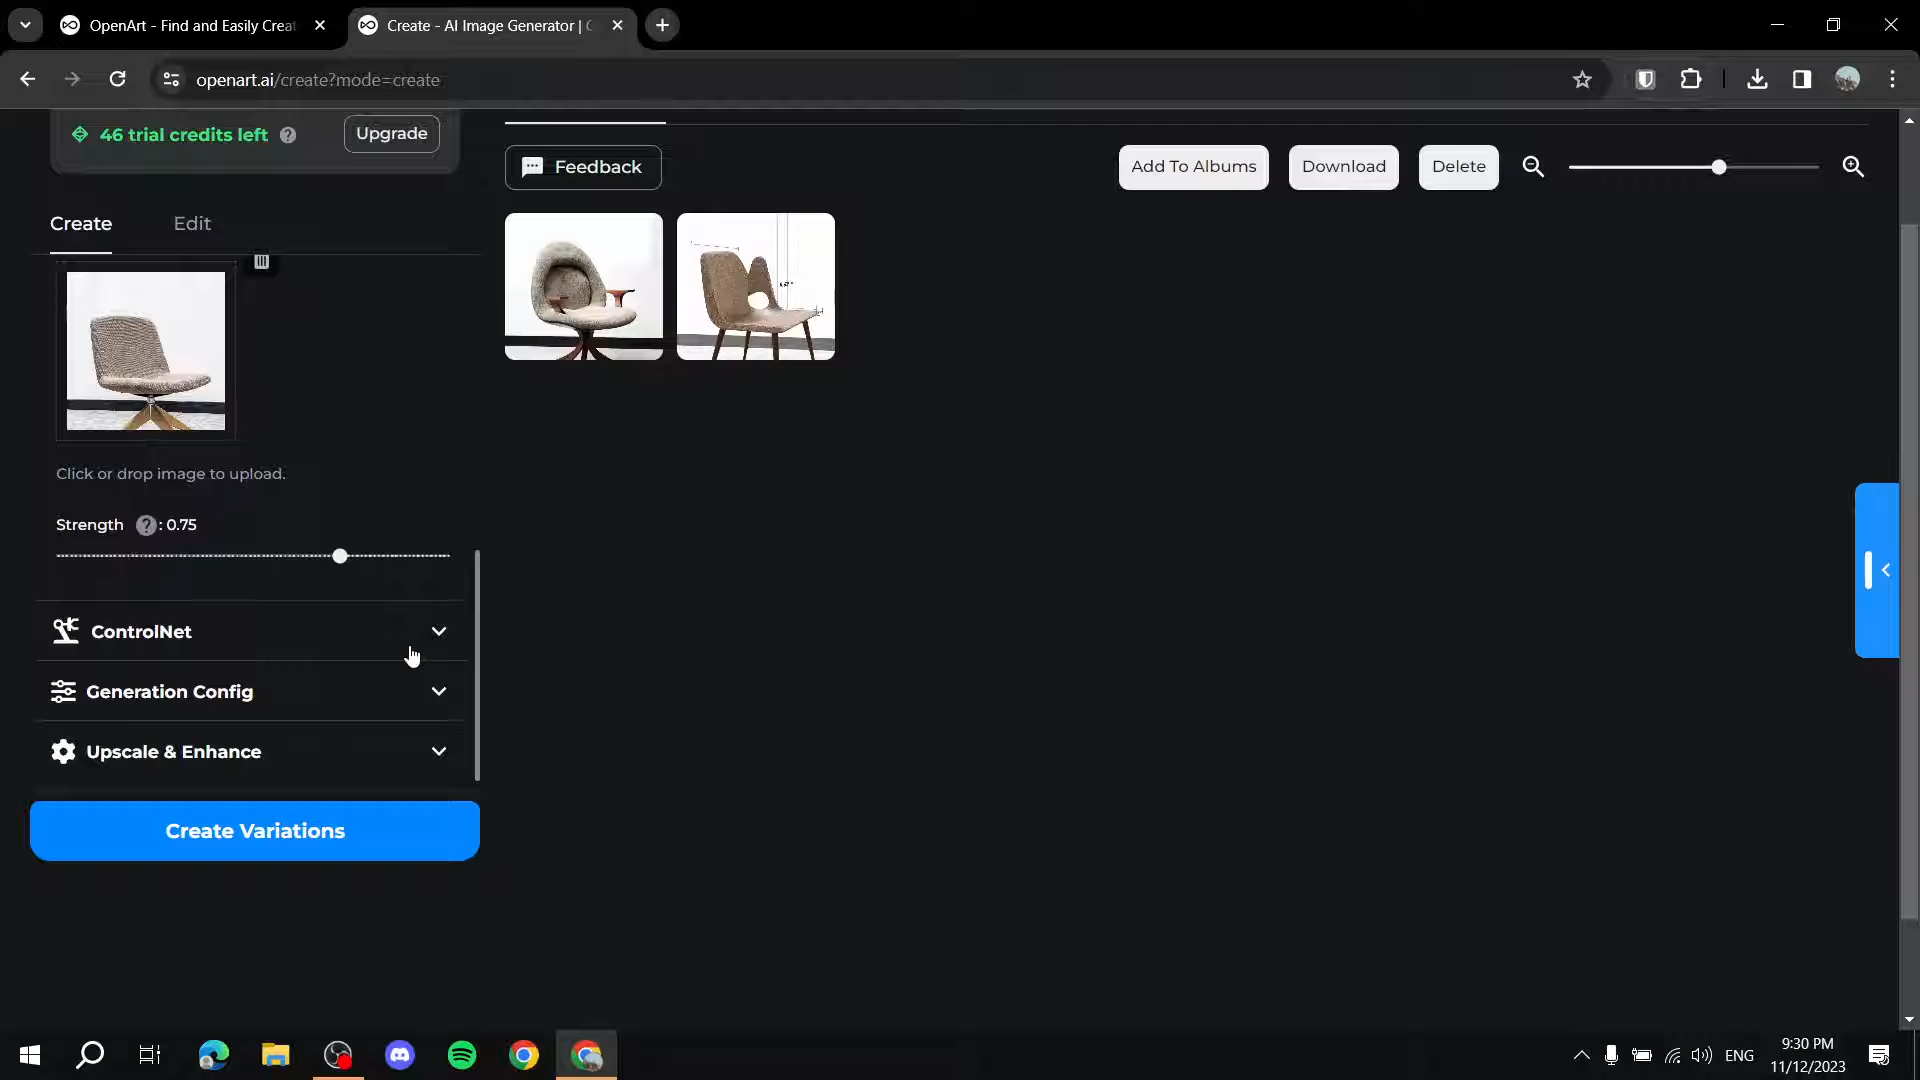 OpenArt - Find and Easily Creat
Create - AI Image Generator |
openart.ai/create?mode=create
46 trial credits left ?
Upgrade
Feedback
Add To Albums
Download
Delete
Create
Edit
Click or drop image to upload.
Strength ?: 0.75
ControlNet
Generation Config
Upscale & Enhance
Create Variations
ENG
9:30 PM
11/12/2023